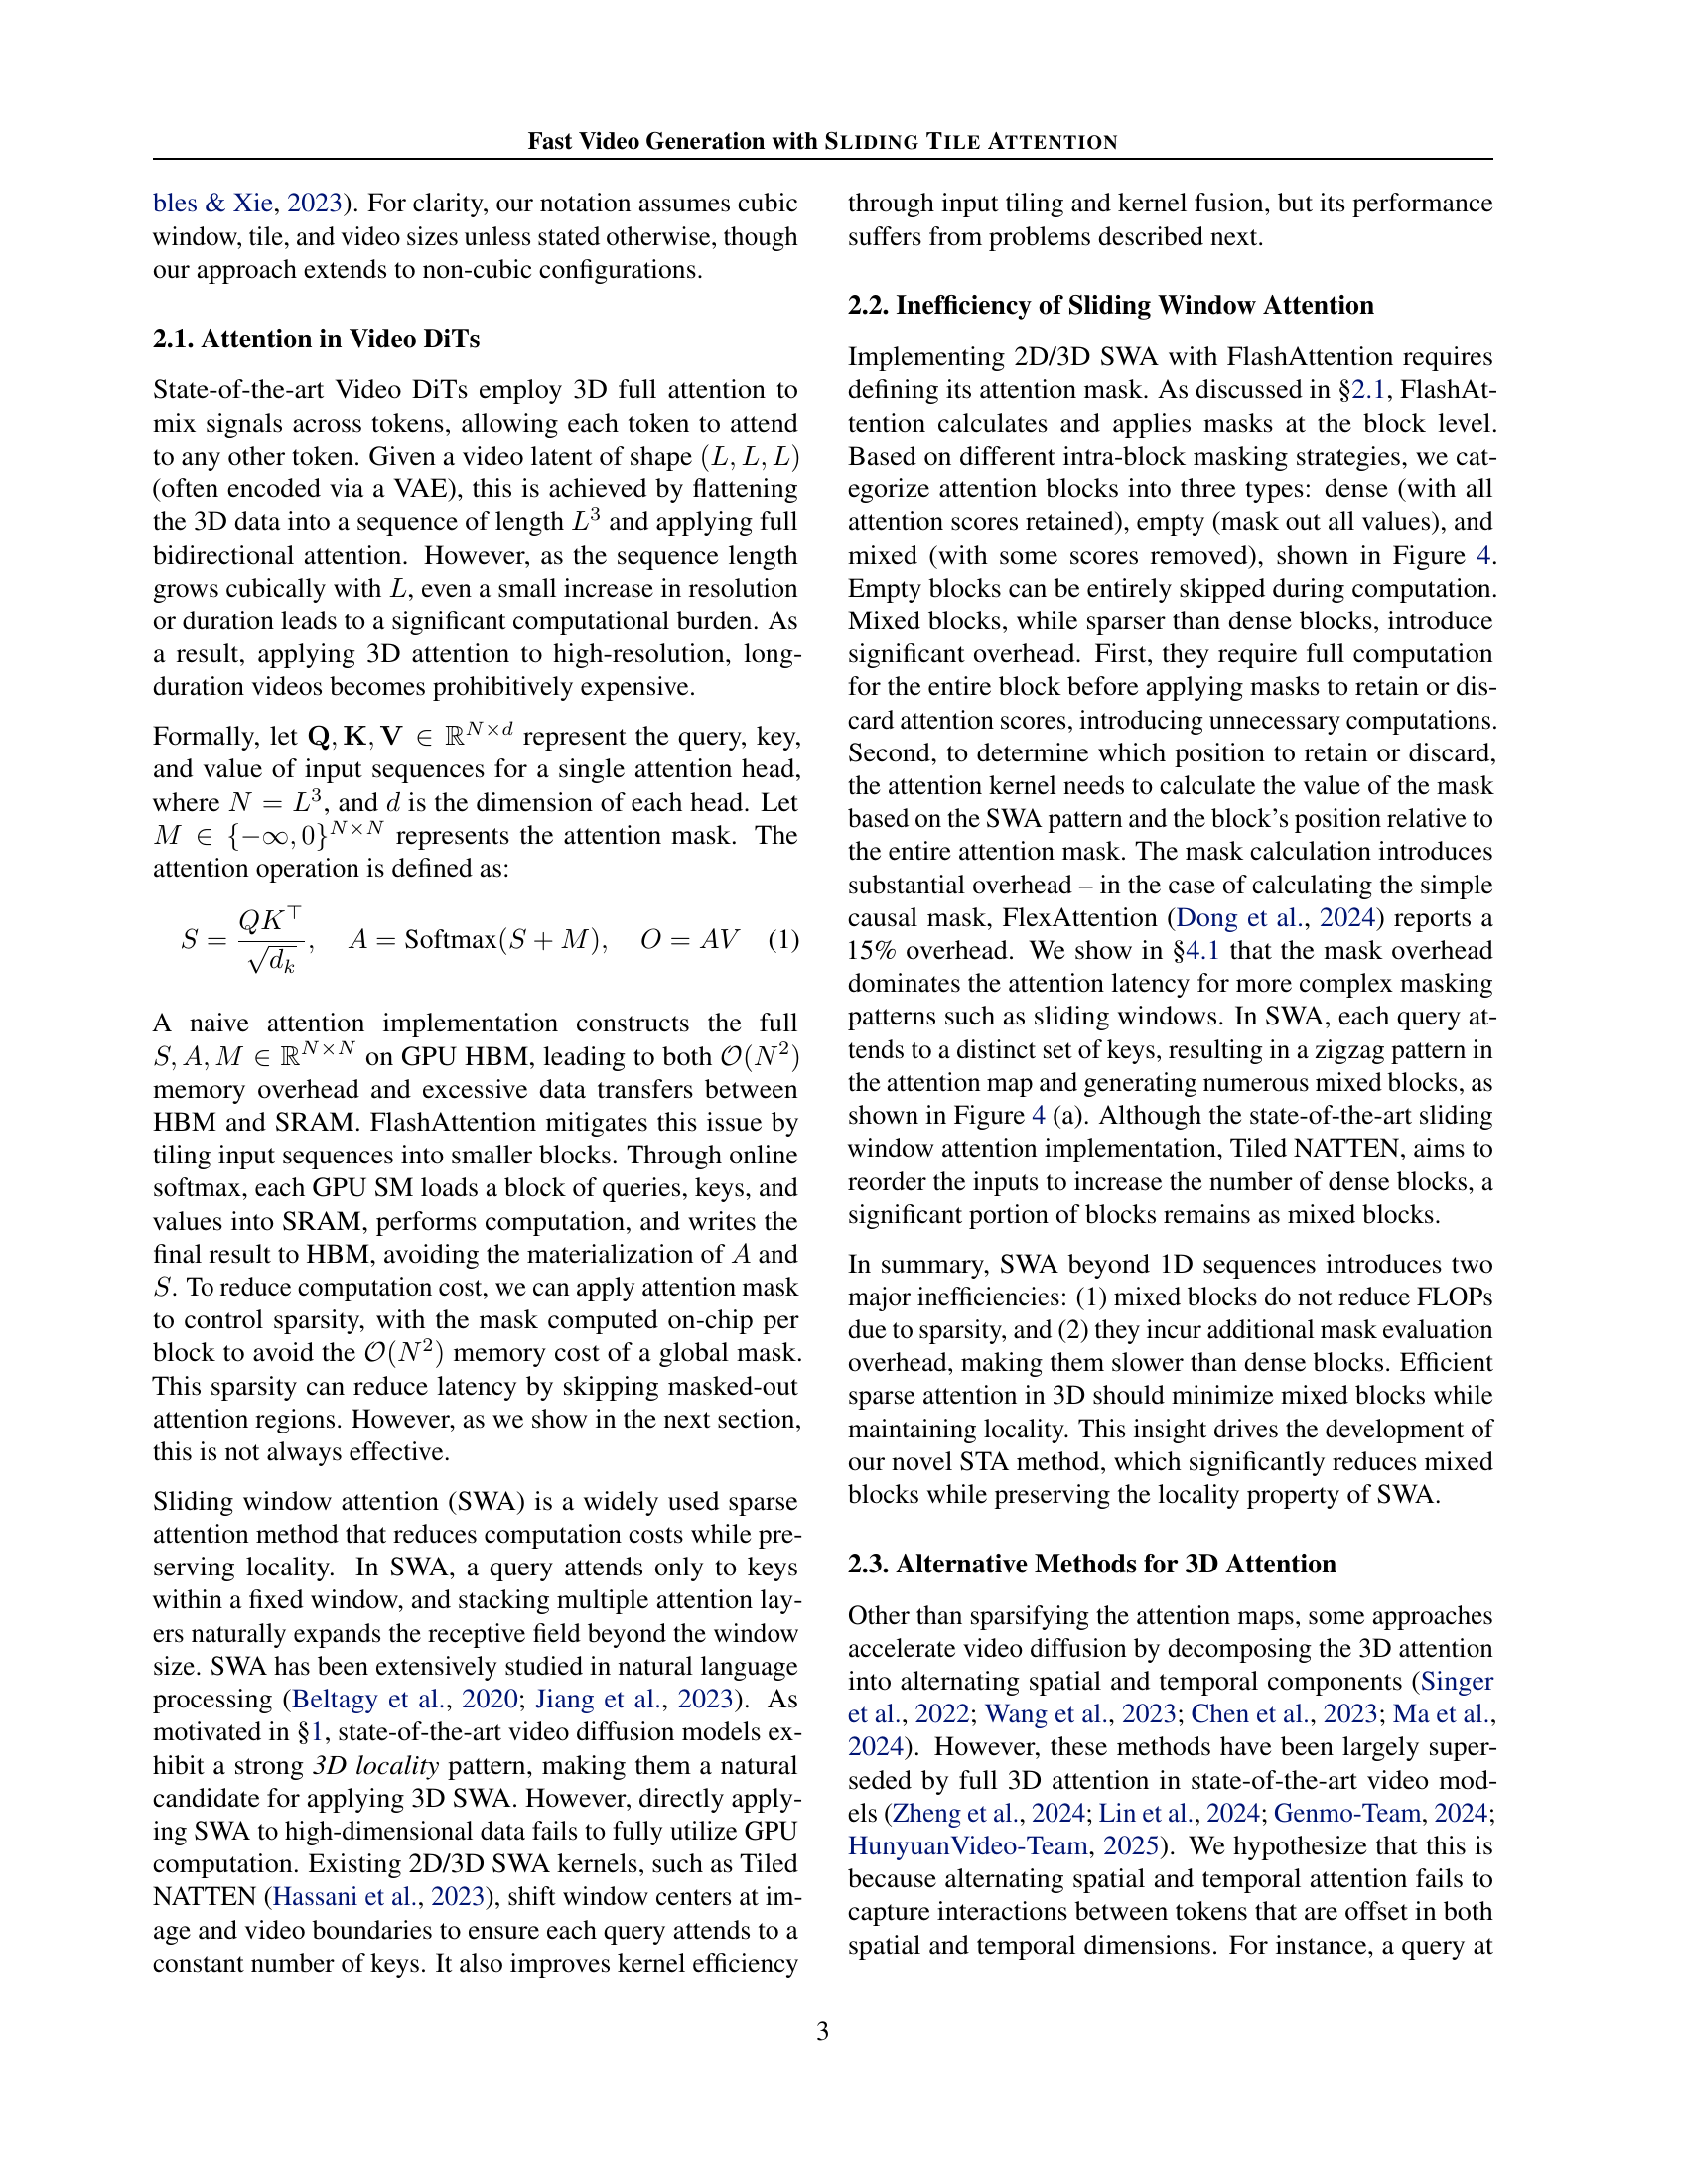 Fast Video Generation with SLIDING TILE ATTENTION
bles & Xie, 2023). For clarity, our notation assumes cubic
window, tile, and video sizes unless stated otherwise, though
our approach extends to non-cubic configurations.
2.1. Attention in Video DiTs
State-of-the-art Video DiTs employ 3D full attention to
mix signals across tokens, allowing each token to attend
to any other token. Given a video latent of shape (L, L, L)
(often encoded via a VAE), this is achieved by flattening
the 3D data into a sequence of length L³ and applying full
bidirectional attention. However, as the sequence length
grows cubically with L, even a small increase in resolution
or duration leads to a significant computational burden. As
a result, applying 3D attention to high-resolution, long-
duration videos becomes prohibitively expensive.
Formally, let Q, K, V ∈ ℝ^{N×d} represent the query, key,
and value of input sequences for a single attention head,
where N = L³, and d is the dimension of each head. Let
M ∈ {−∞, 0}^{N×N} represents the attention mask. The
attention operation is defined as:
S = QK^⊤ / √d_k, A = Softmax(S + M), O = AV (1)
A naive attention implementation constructs the full
S, A, M ∈ ℝ^{N×N} on GPU HBM, leading to both O(N²)
memory overhead and excessive data transfers between
HBM and SRAM. FlashAttention mitigates this issue by
tiling input sequences into smaller blocks. Through online
softmax, each GPU SM loads a block of queries, keys, and
values into SRAM, performs computation, and writes the
final result to HBM, avoiding the materialization of A and
S. To reduce computation cost, we can apply attention mask
to control sparsity, with the mask computed on-chip per
block to avoid the O(N²) memory cost of a global mask.
This sparsity can reduce latency by skipping masked-out
attention regions. However, as we show in the next section,
this is not always effective.
Sliding window attention (SWA) is a widely used sparse
attention method that reduces computation costs while pre-
serving locality. In SWA, a query attends only to keys
within a fixed window, and stacking multiple attention lay-
ers naturally expands the receptive field beyond the window
size. SWA has been extensively studied in natural language
processing (Beltagy et al., 2020; Jiang et al., 2023). As
motivated in §1, state-of-the-art video diffusion models ex-
hibit a strong 3D locality pattern, making them a natural
candidate for applying 3D SWA. However, directly apply-
ing SWA to high-dimensional data fails to fully utilize GPU
computation. Existing 2D/3D SWA kernels, such as Tiled
NATTEN (Hassani et al., 2023), shift window centers at im-
age and video boundaries to ensure each query attends to a
constant number of keys. It also improves kernel efficiency
through input tiling and kernel fusion, but its performance
suffers from problems described next.
2.2. Inefficiency of Sliding Window Attention
Implementing 2D/3D SWA with FlashAttention requires
defining its attention mask. As discussed in §2.1, FlashAt-
tention calculates and applies masks at the block level.
Based on different intra-block masking strategies, we cat-
egorize attention blocks into three types: dense (with all
attention scores retained), empty (mask out all values), and
mixed (with some scores removed), shown in Figure 4.
Empty blocks can be entirely skipped during computation.
Mixed blocks, while sparser than dense blocks, introduce
significant overhead. First, they require full computation
for the entire block before applying masks to retain or dis-
card attention scores, introducing unnecessary computations.
Second, to determine which position to retain or discard,
the attention kernel needs to calculate the value of the mask
based on the SWA pattern and the block's position relative to
the entire attention mask. The mask calculation introduces
substantial overhead – in the case of calculating the simple
causal mask, FlexAttention (Dong et al., 2024) reports a
15% overhead. We show in §4.1 that the mask overhead
dominates the attention latency for more complex masking
patterns such as sliding windows. In SWA, each query at-
tends to a distinct set of keys, resulting in a zigzag pattern in
the attention map and generating numerous mixed blocks, as
shown in Figure 4 (a). Although the state-of-the-art sliding
window attention implementation, Tiled NATTEN, aims to
reorder the inputs to increase the number of dense blocks, a
significant portion of blocks remains as mixed blocks.
In summary, SWA beyond 1D sequences introduces two
major inefficiencies: (1) mixed blocks do not reduce FLOPs
due to sparsity, and (2) they incur additional mask evaluation
overhead, making them slower than dense blocks. Efficient
sparse attention in 3D should minimize mixed blocks while
maintaining locality. This insight drives the development of
our novel STA method, which significantly reduces mixed
blocks while preserving the locality property of SWA.
2.3. Alternative Methods for 3D Attention
Other than sparsifying the attention maps, some approaches
accelerate video diffusion by decomposing the 3D attention
into alternating spatial and temporal components (Singer
et al., 2022; Wang et al., 2023; Chen et al., 2023; Ma et al.,
2024). However, these methods have been largely super-
seded by full 3D attention in state-of-the-art video mod-
els (Zheng et al., 2024; Lin et al., 2024; Genmo-Team, 2024;
HunyuanVideo-Team, 2025). We hypothesize that this is
because alternating spatial and temporal attention fails to
capture interactions between tokens that are offset in both
spatial and temporal dimensions. For instance, a query at
3